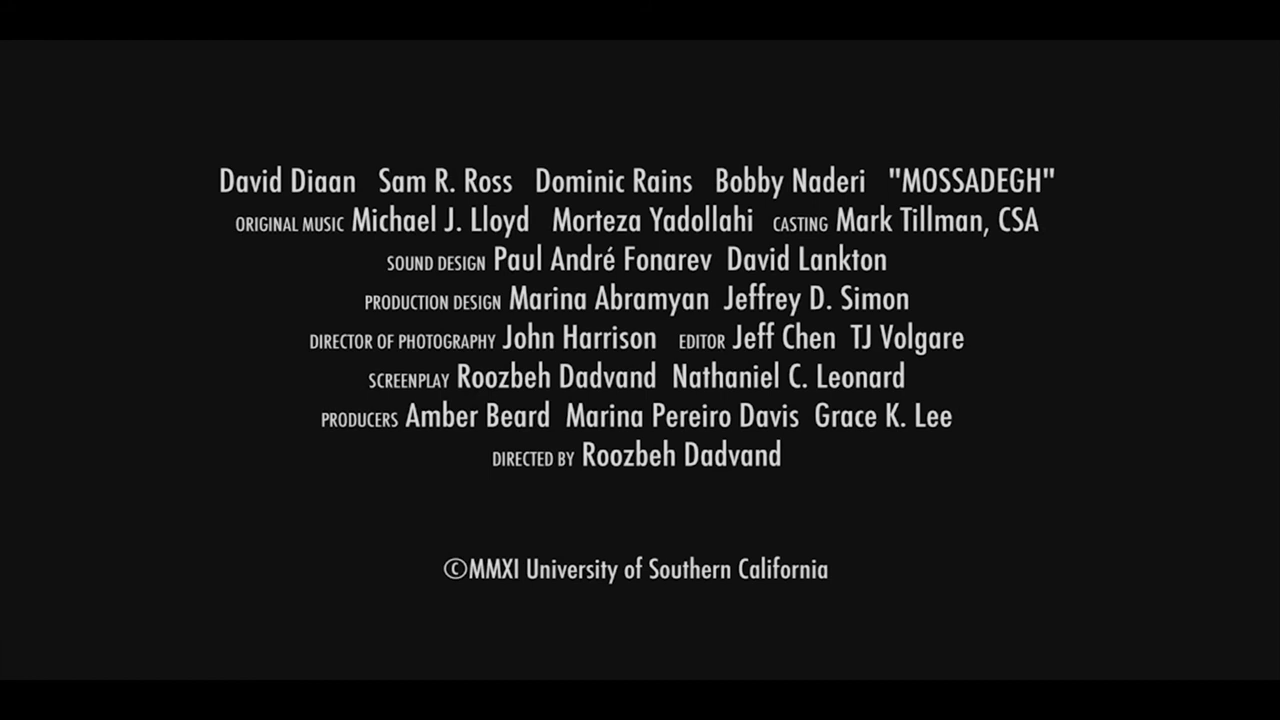 David Diaan Sam R. Ross Dominic Rains Bobby Naderi "MOSSADEGH"
ORIGINAL MUSIC Michael J. Lloyd Morteza Yadollahi CASTING Mark Tillman, CSA
SOUND DESIGN Paul André Fonarev David Lankton
PRODUCTION DESIGN Marina Abramyan Jeffrey D. Simon
DIRECTOR OF PHOTOGRAPHY John Harrison EDITOR Jeff Chen TJ Volgare
SCREENPLAY Roozbeh Dadvand Nathaniel C. Leonard
PRODUCERS Amber Beard Marina Pereiro Davis Grace K. Lee
DIRECTED BY Roozbeh Dadvand
©MMXI University of Southern California